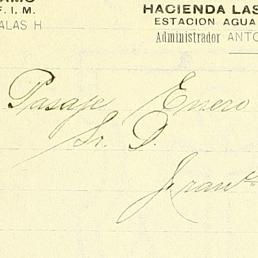 HACIENDA LAS
F. I. M.
ESTACION AGUA
ALAS H
Administrador ANTO
Pasaje Enero
Sr. D.